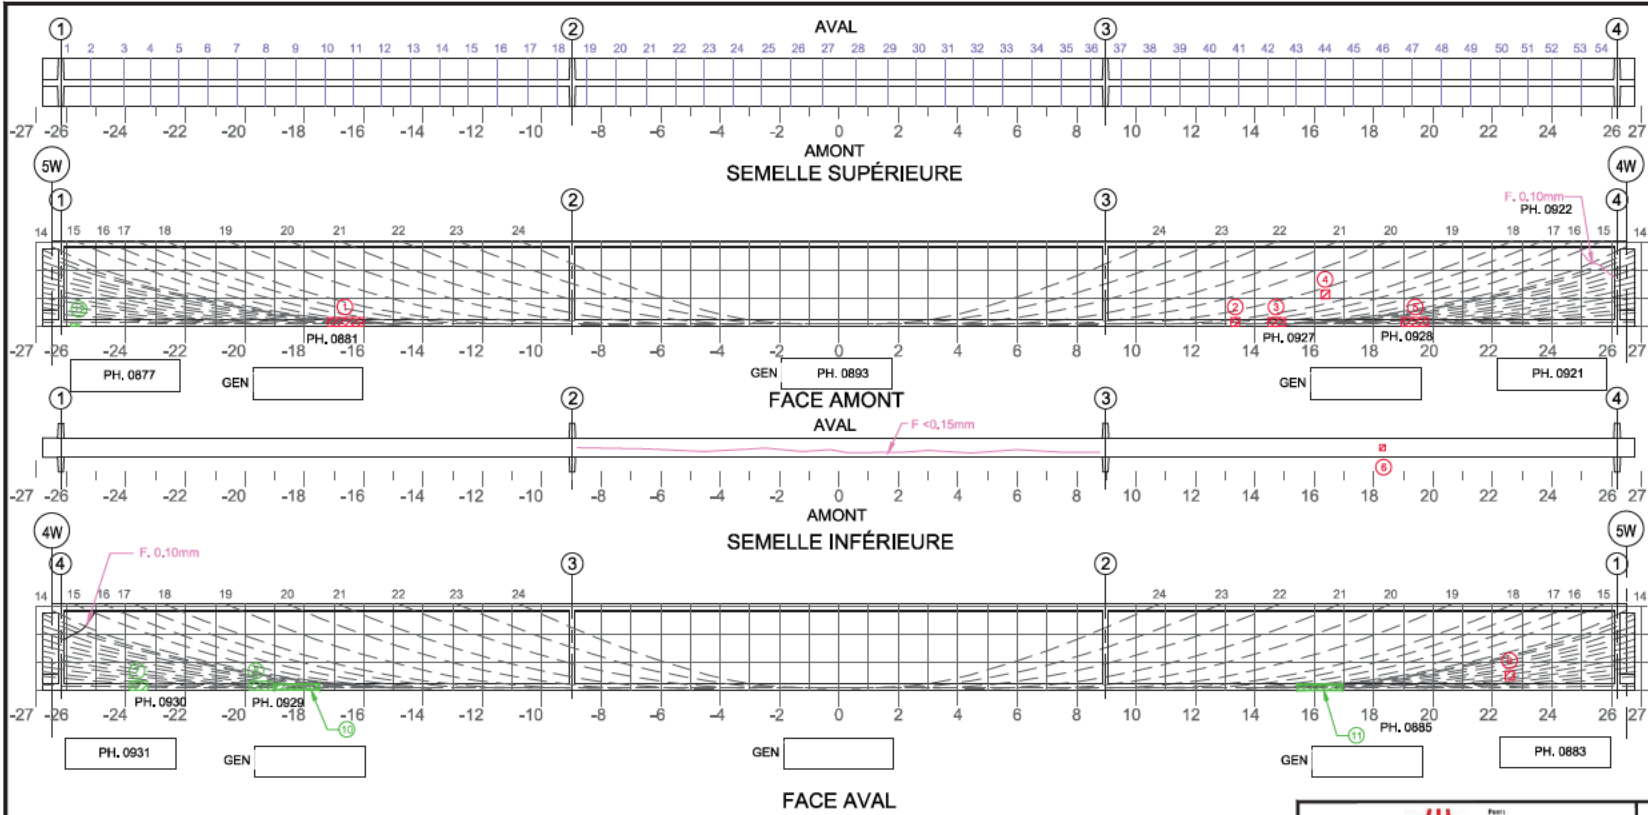 1 2 AVAL 3 4
1 2 3 4 5 6 7 8 9 10 11 12 13 14 15 16 17 18 19 20 21 22 23 24 25 26 27 28 29 30 31 32 33 34 35 36 37 38 39 40 41 42 43 44 45 46 47 48 49 50 51 52 53 54
-27 -26 -24 -22 -20 -18 -16 -14 -12 -10 -8 -6 -4 -2 0 2 4 6 8 10 12 14 16 18 20 22 24 26 27
AMONT
SEMELLE SUPÉRIEURE
5W 4W
1 2 3 4
F. 0.10mm
PH. 0922
14 15 16 17 18 19 20 21 22 23 24 24 23 22 21 20 19 18 17 16 15 14
1 2 3 4 5
PH. 0881 PH. 0927 PH. 0928
-27 -26 -24 -22 -20 -18 -16 -14 -12 -10 -8 -6 -4 -2 0 2 4 6 8 10 12 14 16 18 20 22 24 26 27
PH. 0877 GEN GEN PH. 0893 GEN PH. 0921
FACE AMONT
1 2 3 4
AVAL
F <0.15mm
6
-27 -26 -24 -22 -20 -18 -16 -14 -12 -10 -8 -6 -4 -2 0 2 4 6 8 10 12 14 16 18 20 22 24 26 27
AMONT
SEMELLE INFÉRIEURE
4W 5W
F. 0.10mm
4 3 2 1
14 15 16 17 18 19 20 21 22 23 24 24 23 22 21 20 19 18 17 16 15 14
PH. 0930 PH. 0929
-27 -26 -24 -22 -20 -18 -16 -14 -12 -10 -8 -6 -4 -2 0 2 4 6 8 10 12 14 16 18 20 22 24 26 27
10 11 PH. 0885
PH. 0931 GEN GEN GEN PH. 0883
FACE AVAL